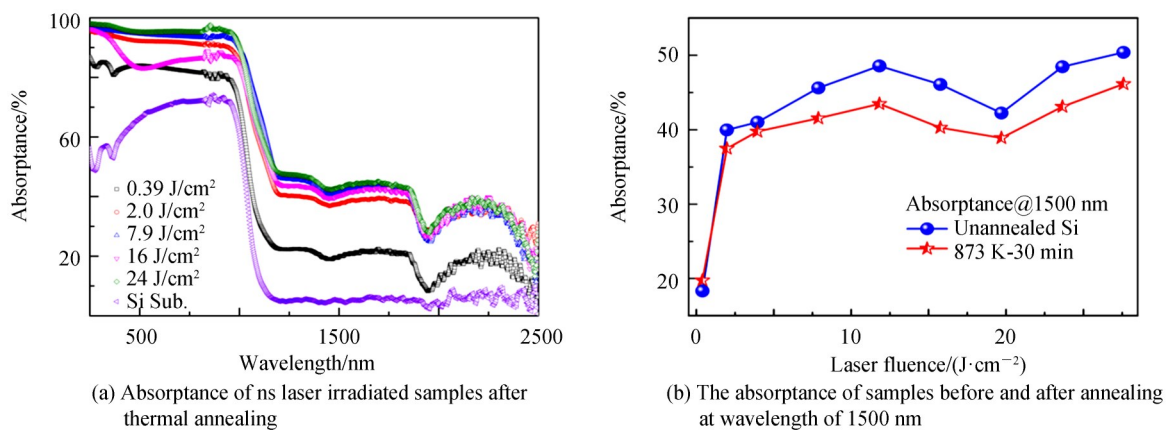 100
60
20
Absorptance/%
0.39 J/cm²
2.0 J/cm²
7.9 J/cm²
16 J/cm²
24 J/cm²
Si Sub.
500
1500
2500
Wavelength/nm
(a) Absorptance of ns laser irradiated samples after
thermal annealing
50
40
30
20
Absorptance/%
Absorptance@1500 nm
Unannealed Si
873 K-30 min
0
10
20
Laser fluence/(J·cm⁻²)
(b) The absorptance of samples before and after annealing
at wavelength of 1500 nm